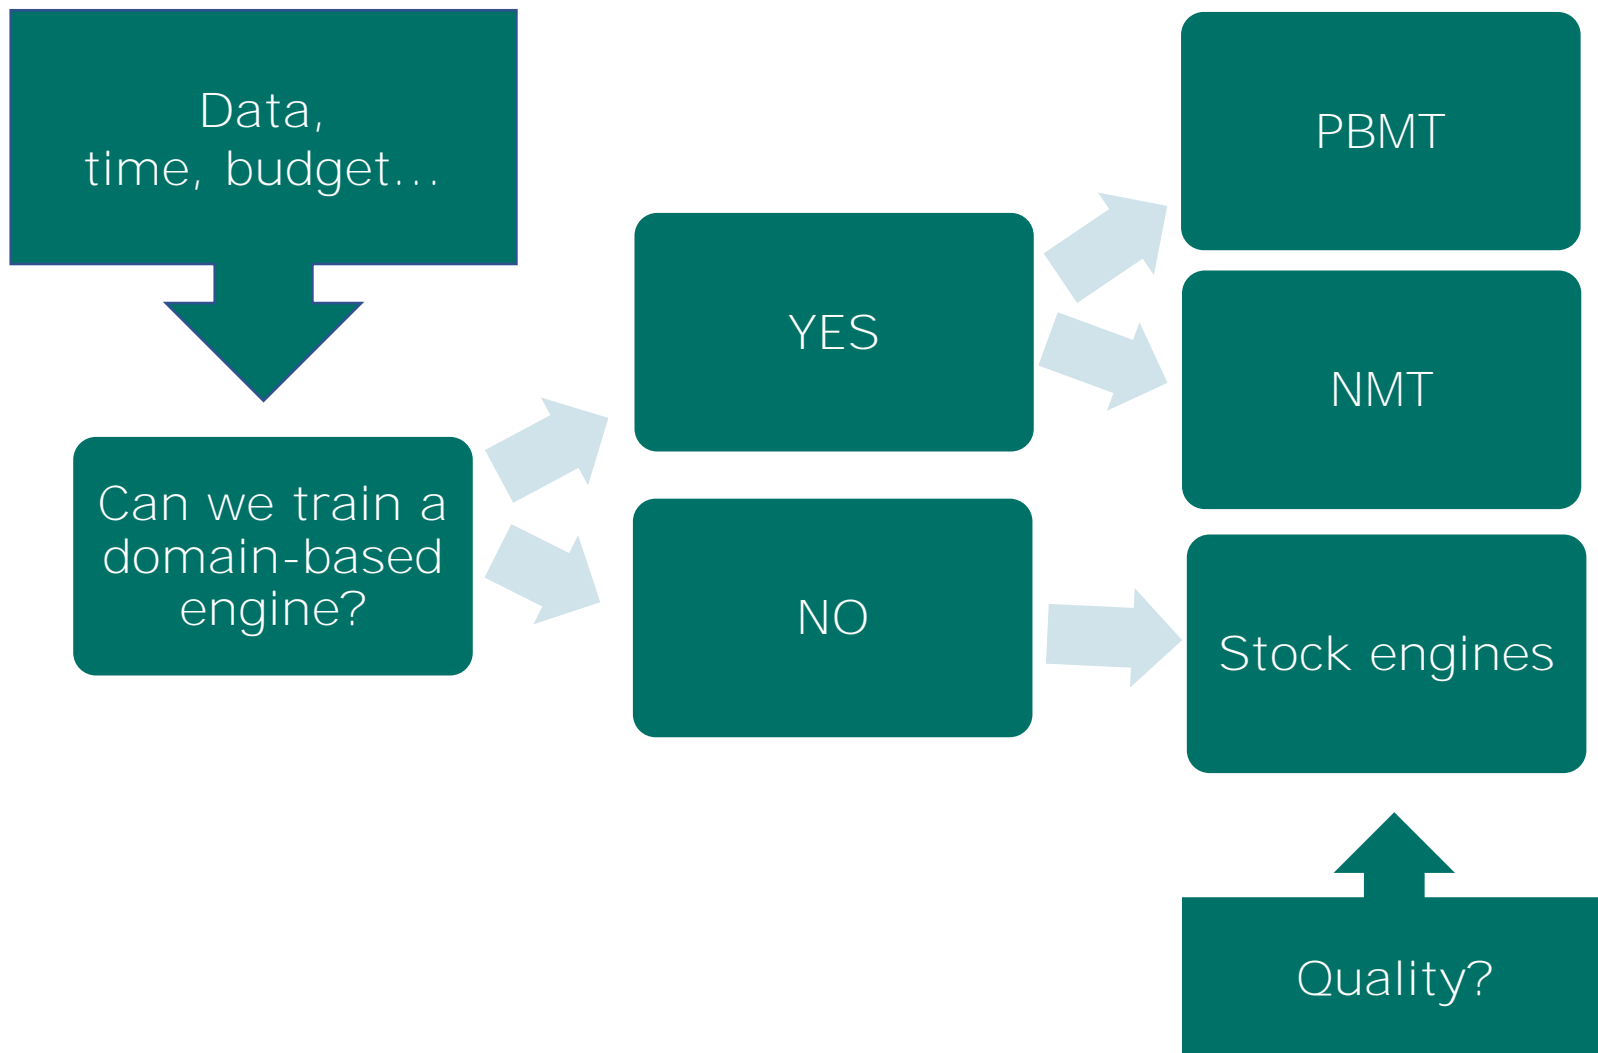 Data,
time, budget...
Can we train a
domain-based
engine?
YES
NO
PBMT
NMT
Stock engines
Quality?